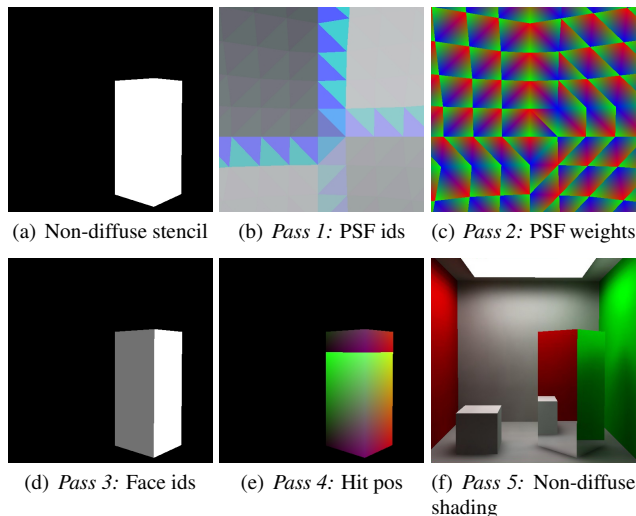 (a) Non-diffuse stencil
(b) Pass 1: PSF ids
(c) Pass 2: PSF weights
(d) Pass 3: Face ids
(e) Pass 4: Hit pos
(f) Pass 5: Non-diffuse
shading